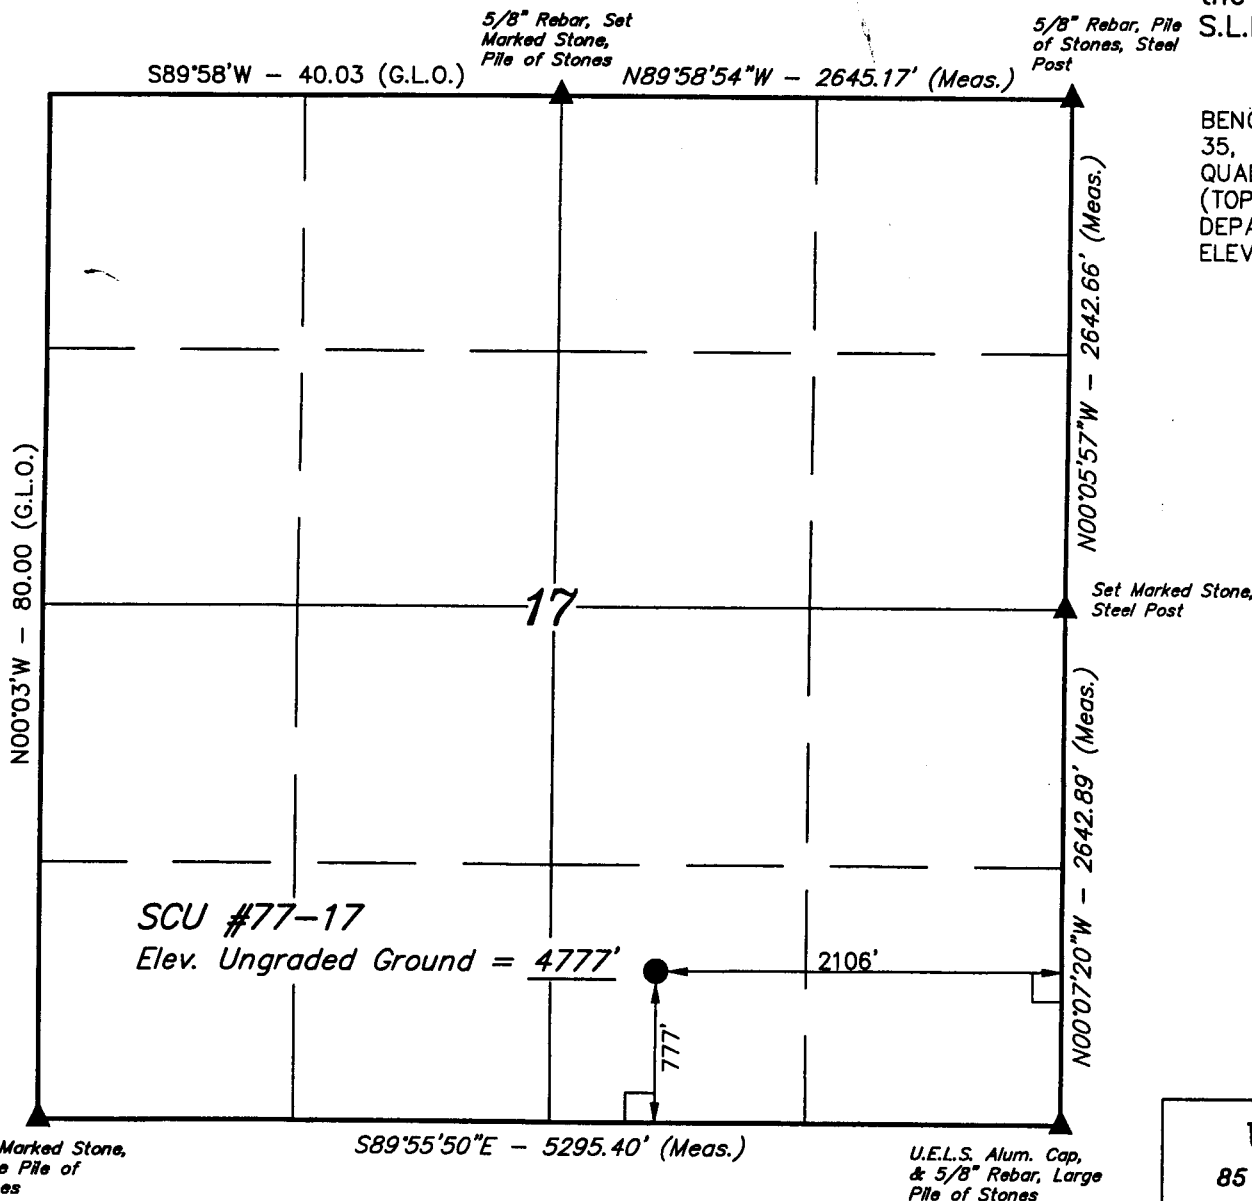 5/8" Rebar, Set
Marked Stone,
Pile of Stones
5/8" Rebar, Pile
of Stones, Steel
Post
S.L.
S89°58'W – 40.03 (G.L.O.)
N89°58'54"W – 2645.17' (Meas.)
35,
(TOP
ELEV
N00°05'57"W – 2642.66' (Meas.)
N00°03'W – 80.00 (G.L.O.)
17
Set Marked Stone,
Steel Post
N00°07'20"W – 2642.89' (Meas.)
SCU #77–17
Elev. Ungraded Ground = 4777'
2106'
777'
S89°55'50"E – 5295.40' (Meas.)
Marked Stone,
Pile of
U.E.L.S. Alum. Cap,
& 5/8" Rebar, Large
Pile of Stones
85